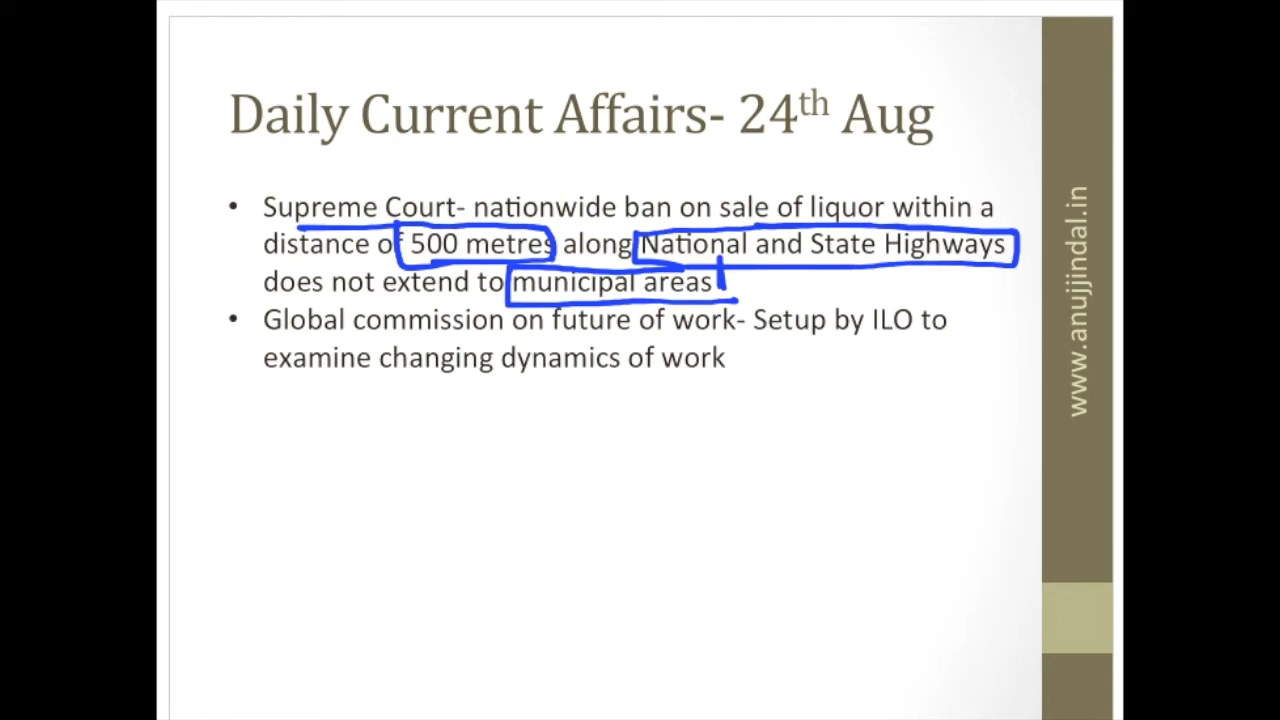 Daily Current Affairs- 24th Aug
• Supreme Court- nationwide ban on sale of liquor within a
distance of 500 metres along National and State Highways
does not extend to municipal areas
• Global commission on future of work- Setup by ILO to
examine changing dynamics of work
www.anujjindal.in